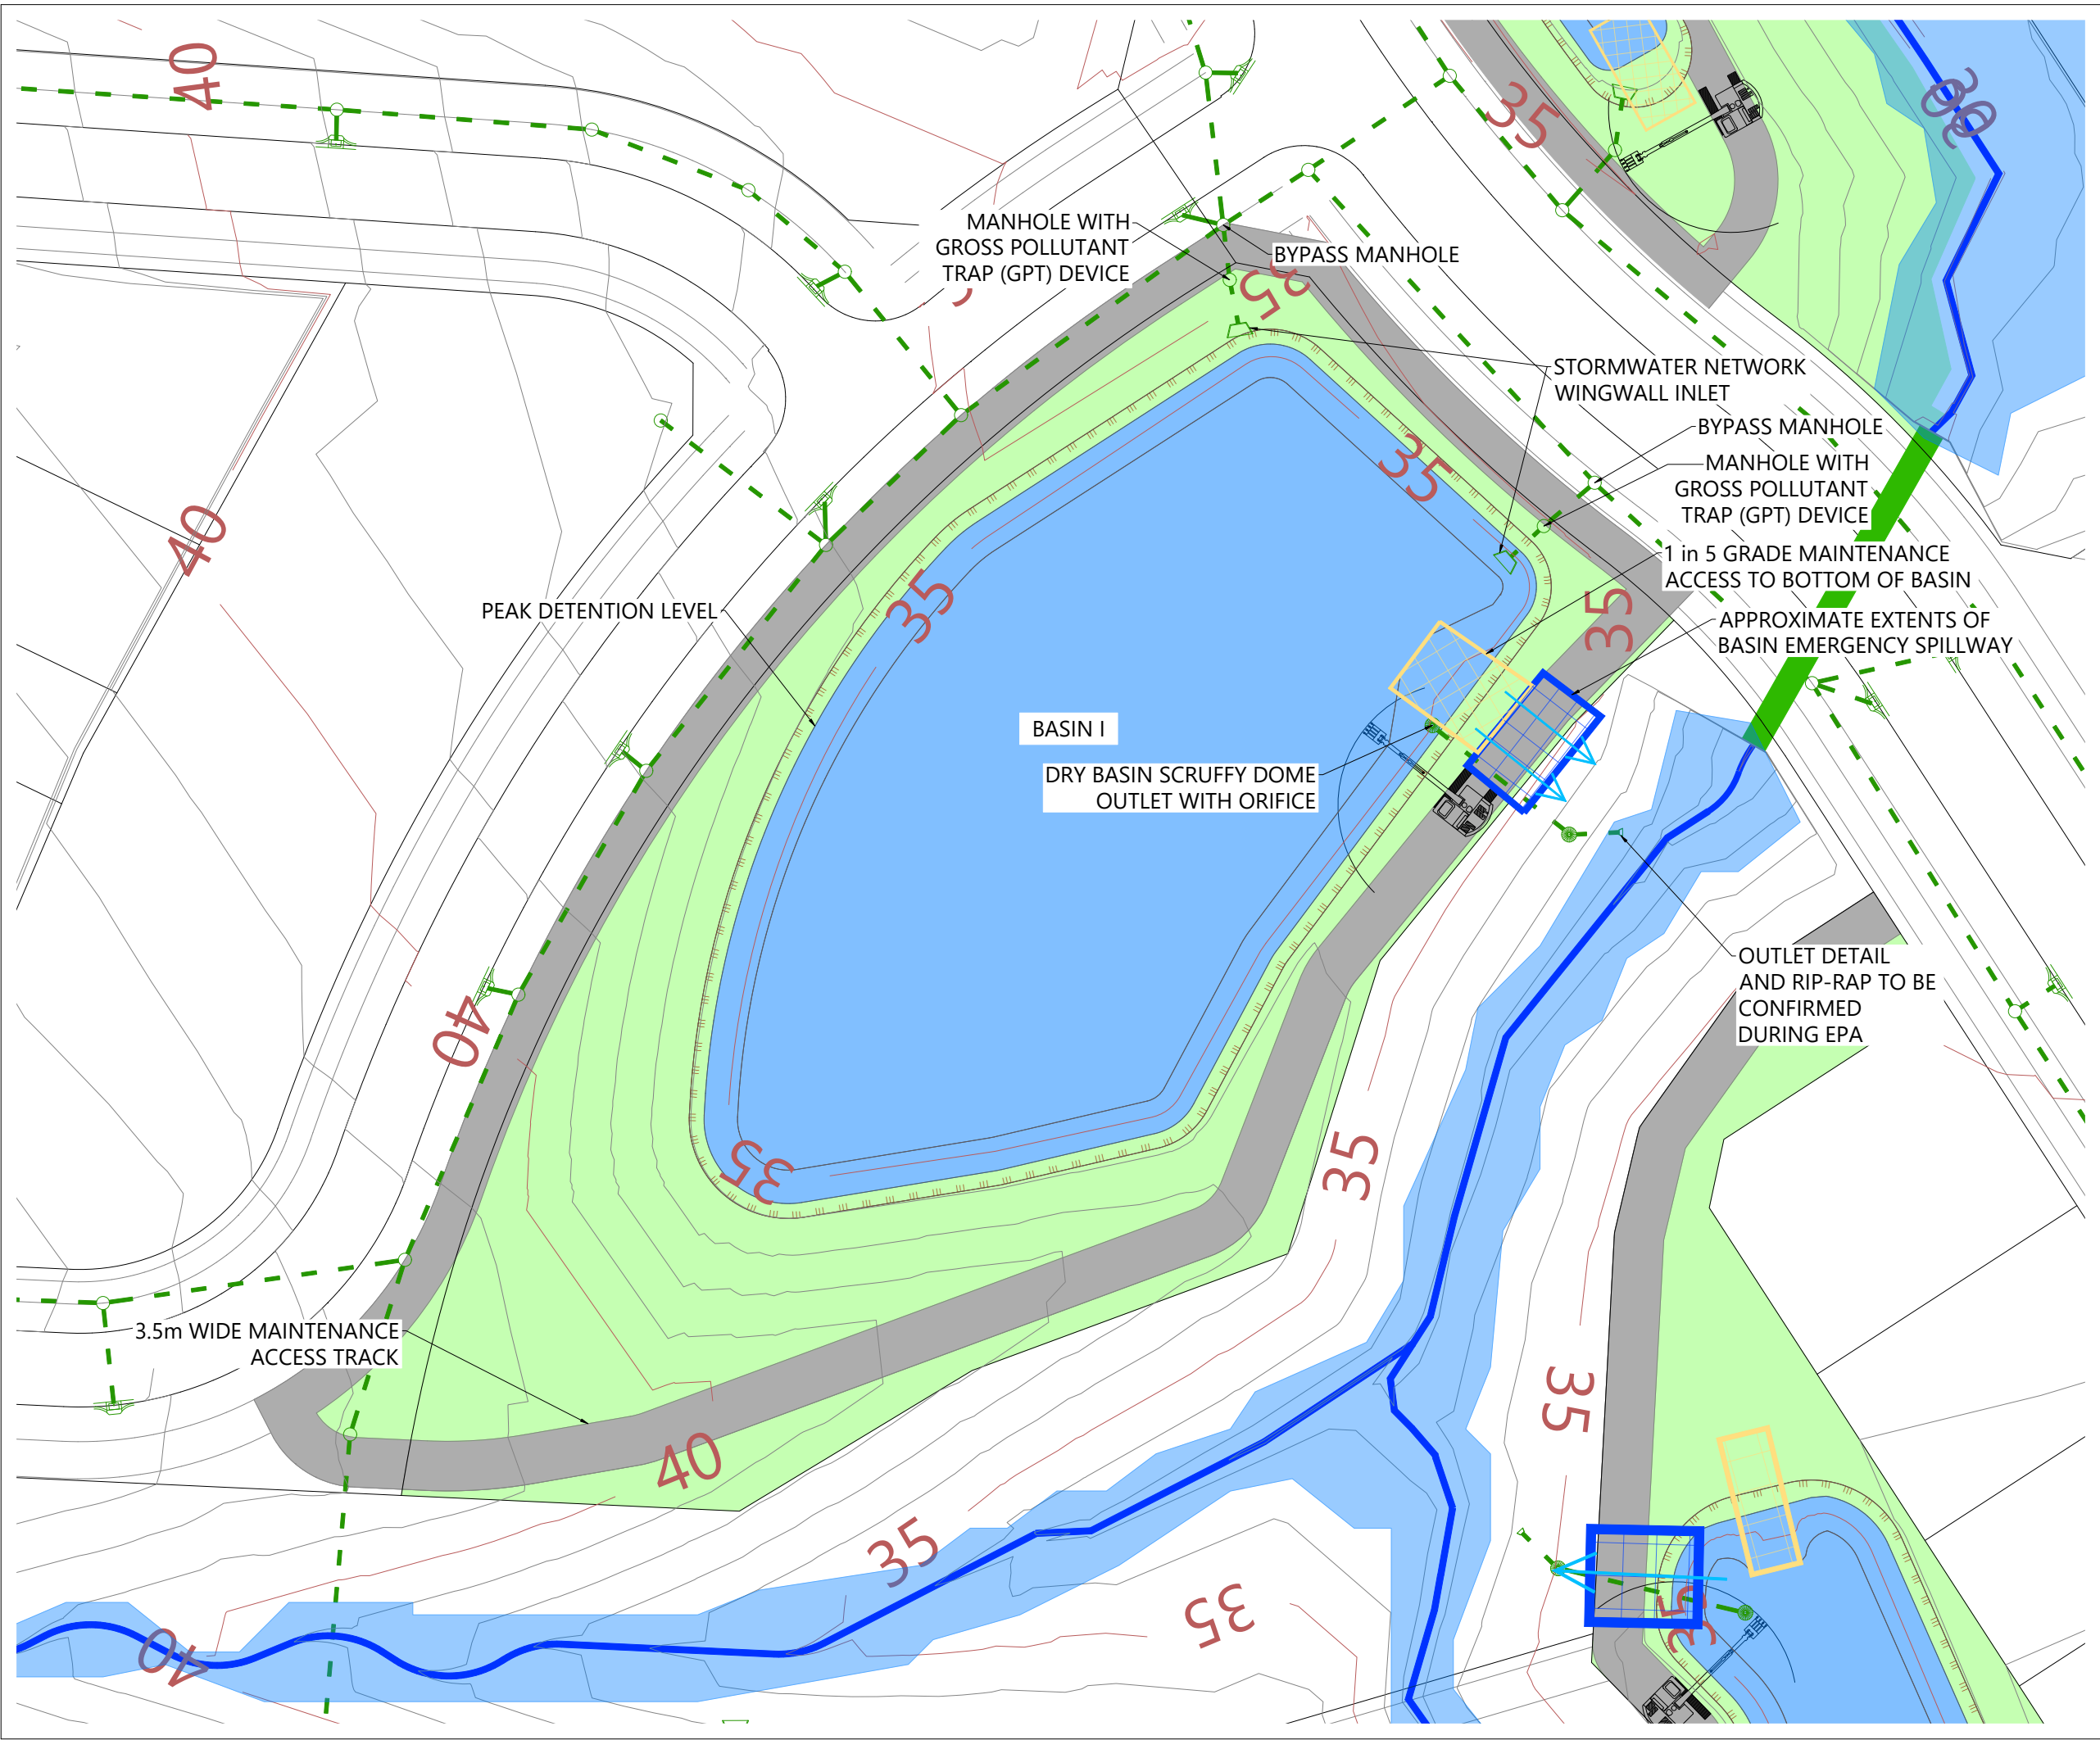 40
35
30
MANHOLE WITH
GROSS POLLUTANT
TRAP (GPT) DEVICE
BYPASS MANHOLE
35
STORMWATER NETWORK
WINGWALL INLET
BYPASS MANHOLE
35
MANHOLE WITH
GROSS POLLUTANT
TRAP (GPT) DEVICE
40
1 in 5 GRADE MAINTENANCE
ACCESS TO BOTTOM OF BASIN
PEAK DETENTION LEVEL
35
35
APPROXIMATE EXTENTS OF
BASIN EMERGENCY SPILLWAY
BASIN I
DRY BASIN SCRUFFY DOME
OUTLET WITH ORIFICE
OUTLET DETAIL
AND RIP-RAP TO BE
CONFIRMED
DURING EPA
40
35
35
3.5m WIDE MAINTENANCE
ACCESS TRACK
35
40
35
35
35
40